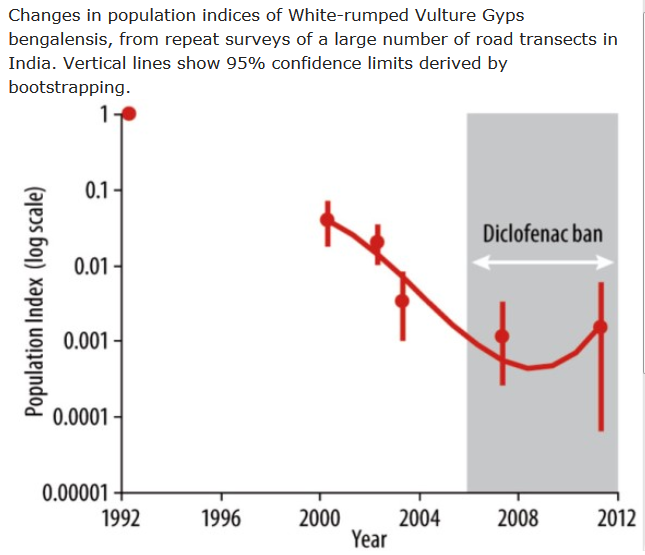 Changes in population indices of White-rumped Vulture Gyps
bengalensis, from repeat surveys of a large number of road transects in
India. Vertical lines show 95% confidence limits derived by
bootstrapping.
1
0.1
0.01
0.001
0.0001
0.00001
Population Index (log scale)
Diclofenac ban
1992 1996 2000 2004 2008 2012
Year